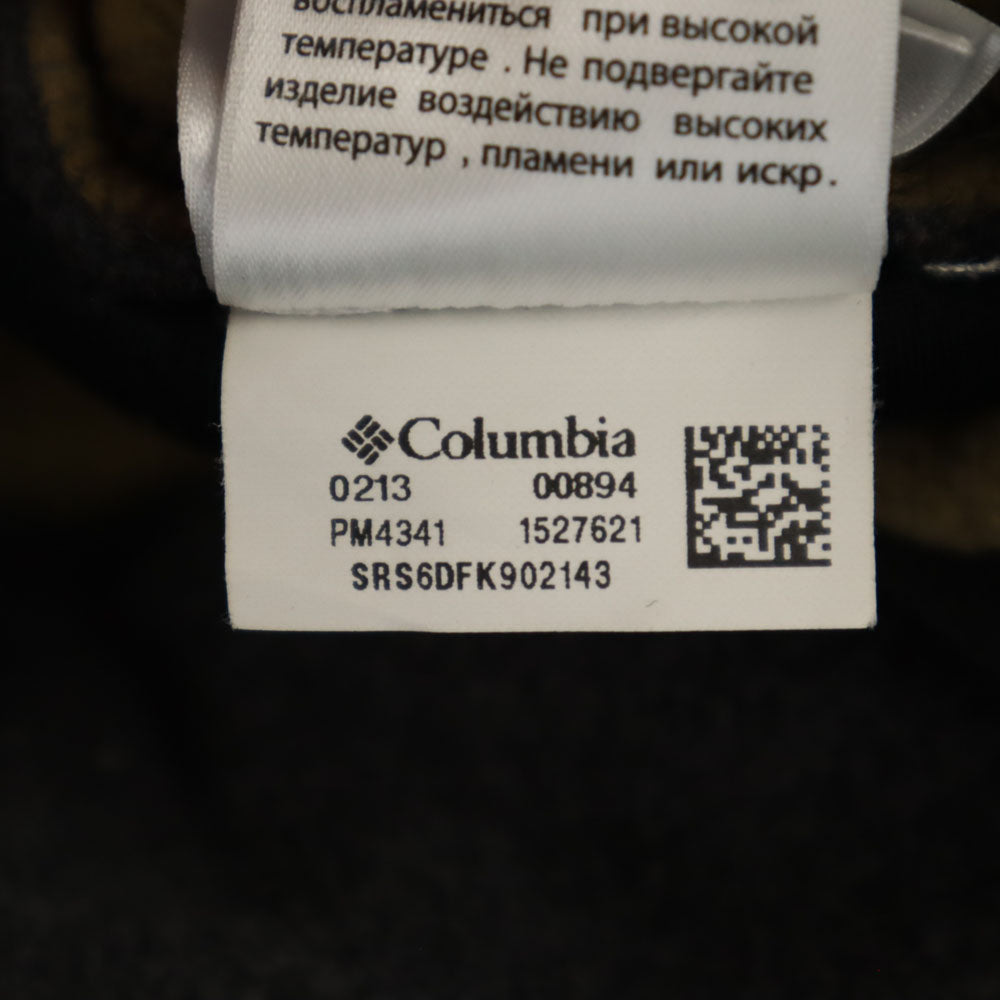 воспламениться при высокой
температуре . Не подвергайте
изделие воздействию высоких
температур , пламени или искр .
Columbia
0213 00894
PM4341 1527621
SRS6DFK902143